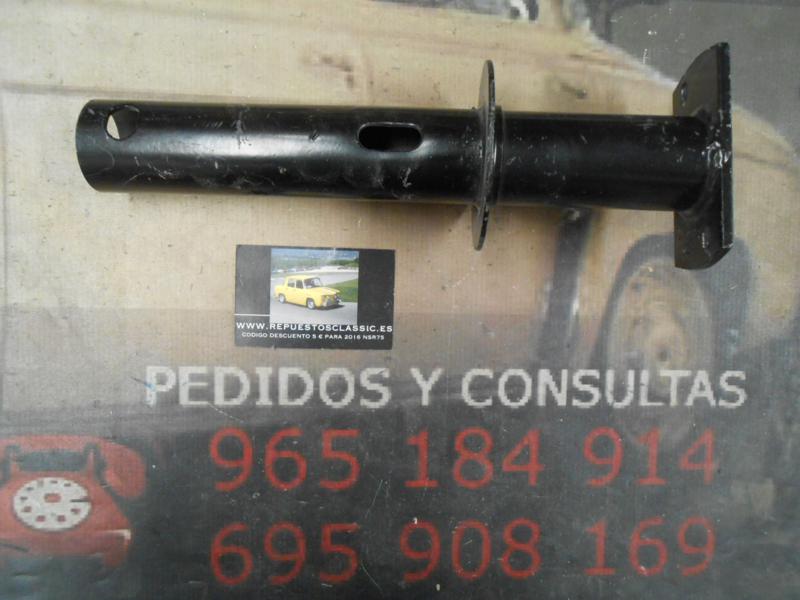 WWW.REPUESTOSCLASSIC.ES
CODIGO DESCUENTO 5 € PARA 2016 NSR75
PEDIDOS Y CONSULTAS
965 184 914
695 908 169